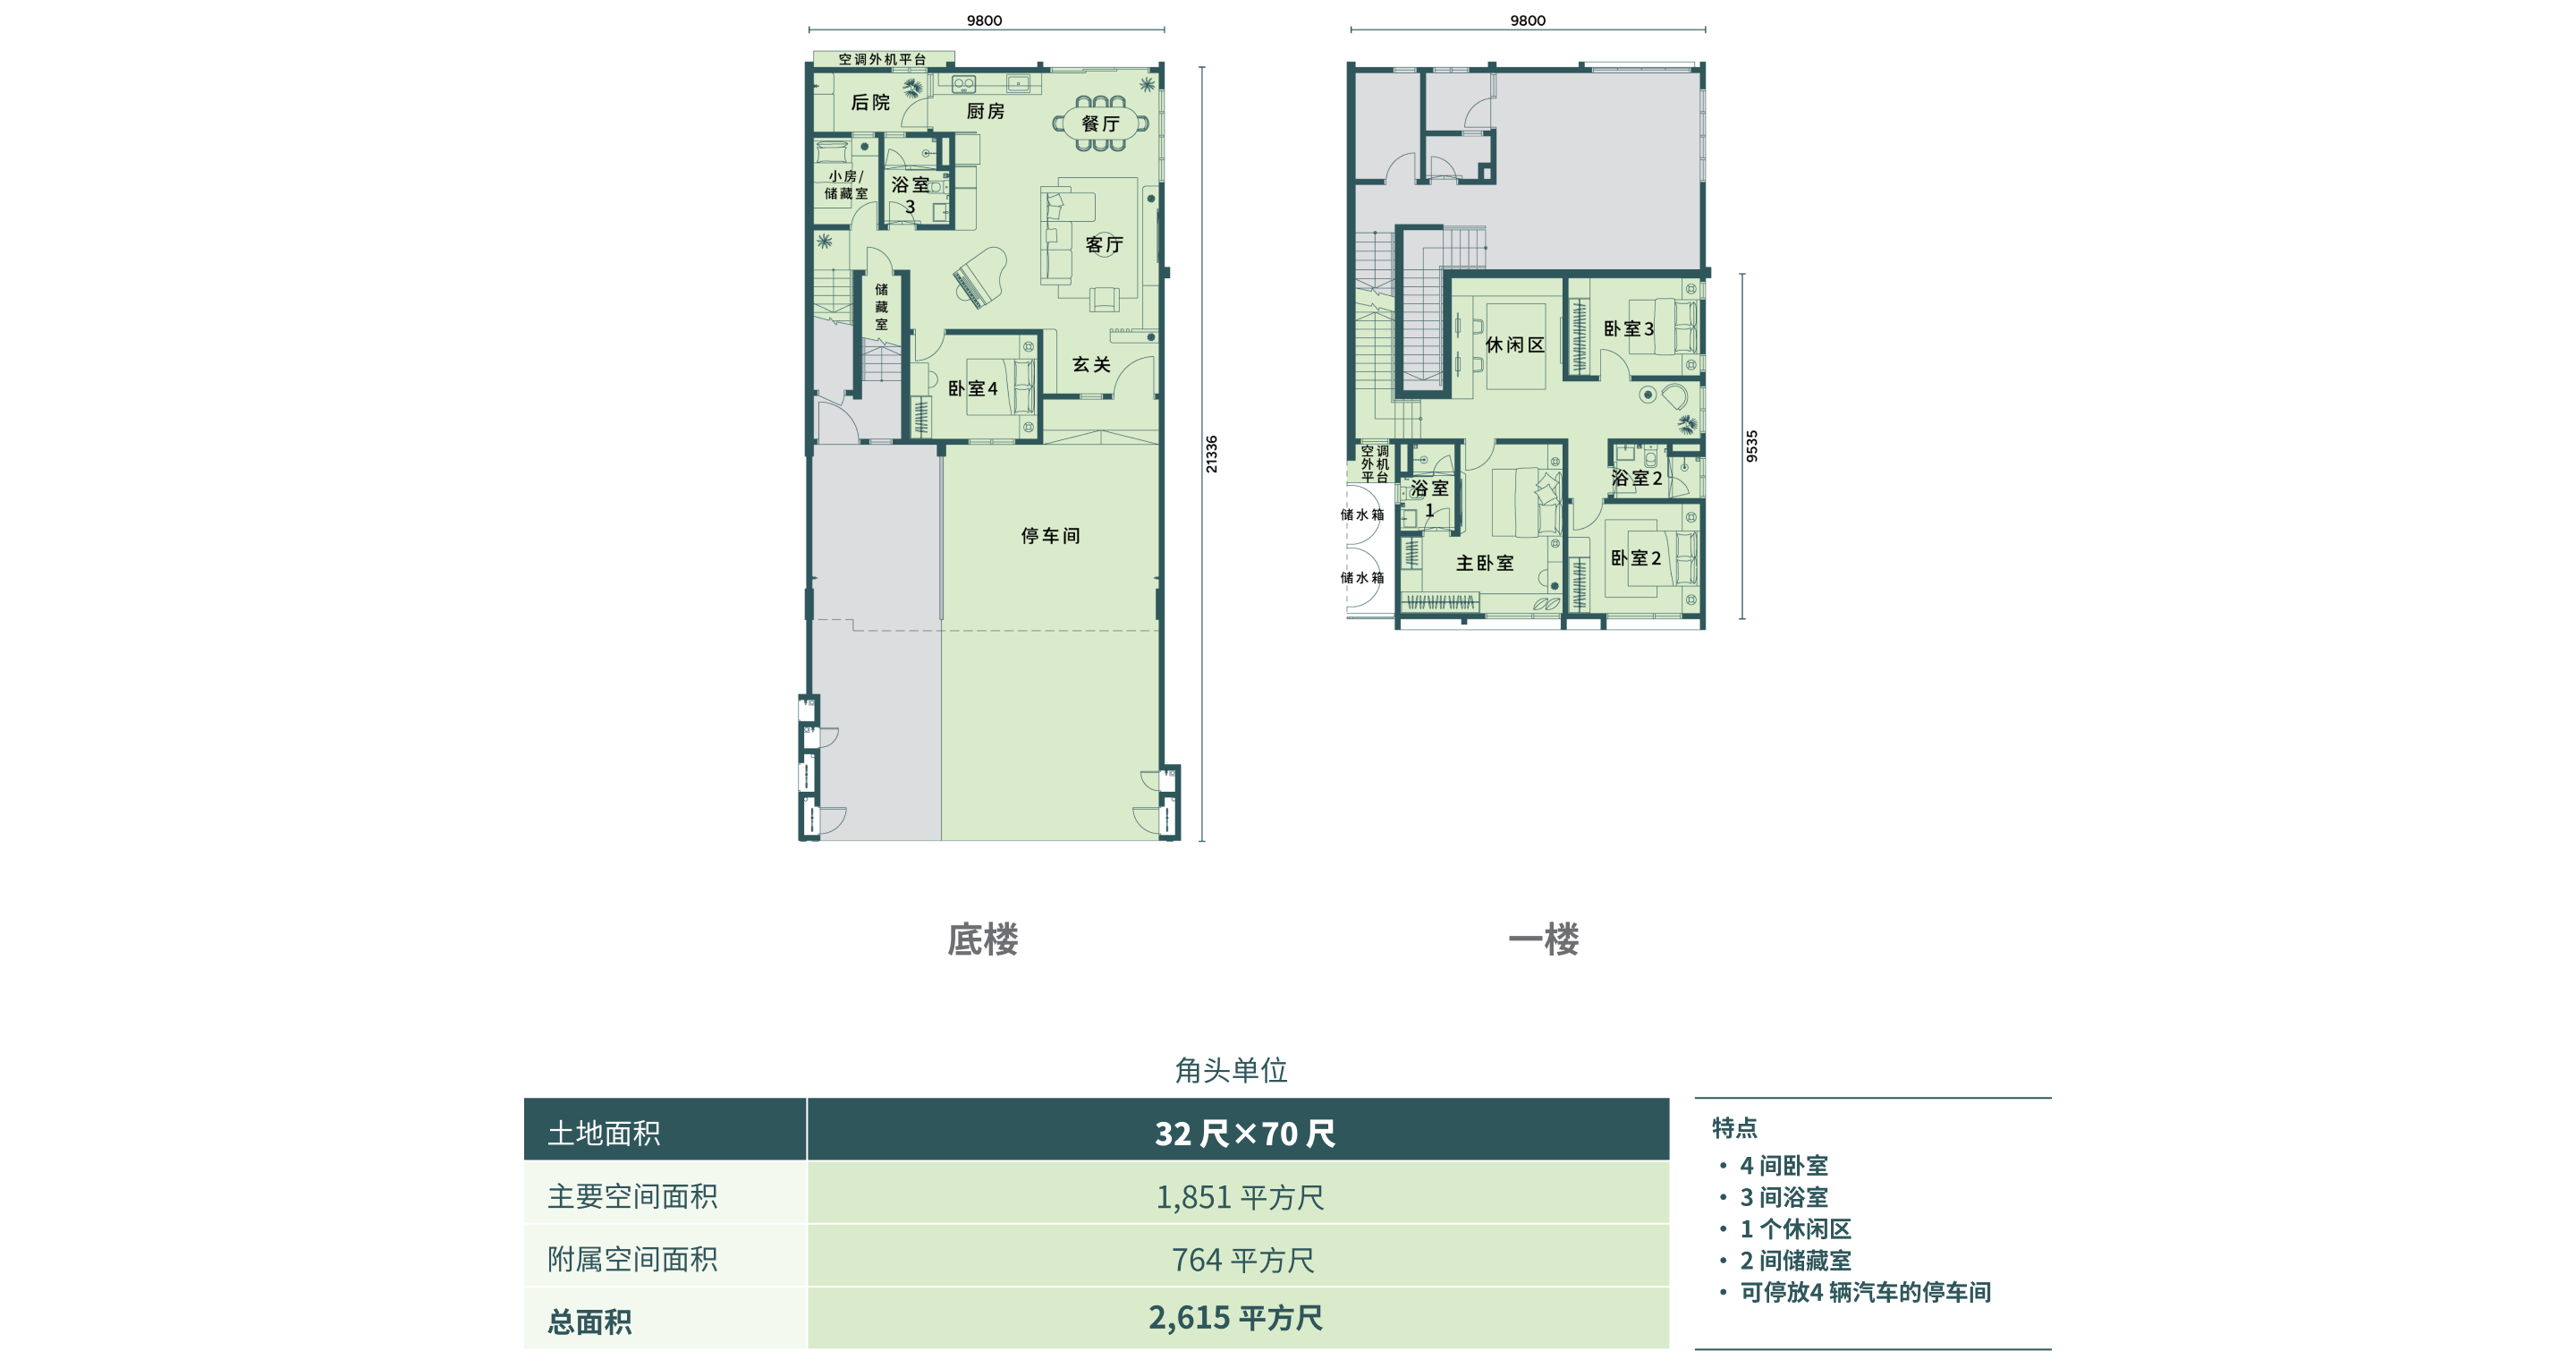 9800
空调外机平台
后院
厨房
餐厅
小房/
储藏室
浴室
3
客厅
储
藏
室
玄关
卧室4
21336
停车间
底楼
9800
卧室3
休闲区
9535
空调
外机
平台
浴室
1
浴室2
储水箱
主卧室
卧室2
储水箱
一楼
角头单位
土地面积 32 尺×70 尺
主要空间面积 1,851 平方尺
附属空间面积 764 平方尺
总面积 2,615 平方尺
特点
• 4 间卧室
• 3 间浴室
• 1 个休闲区
• 2 间储藏室
• 可停放4 辆汽车的停车间